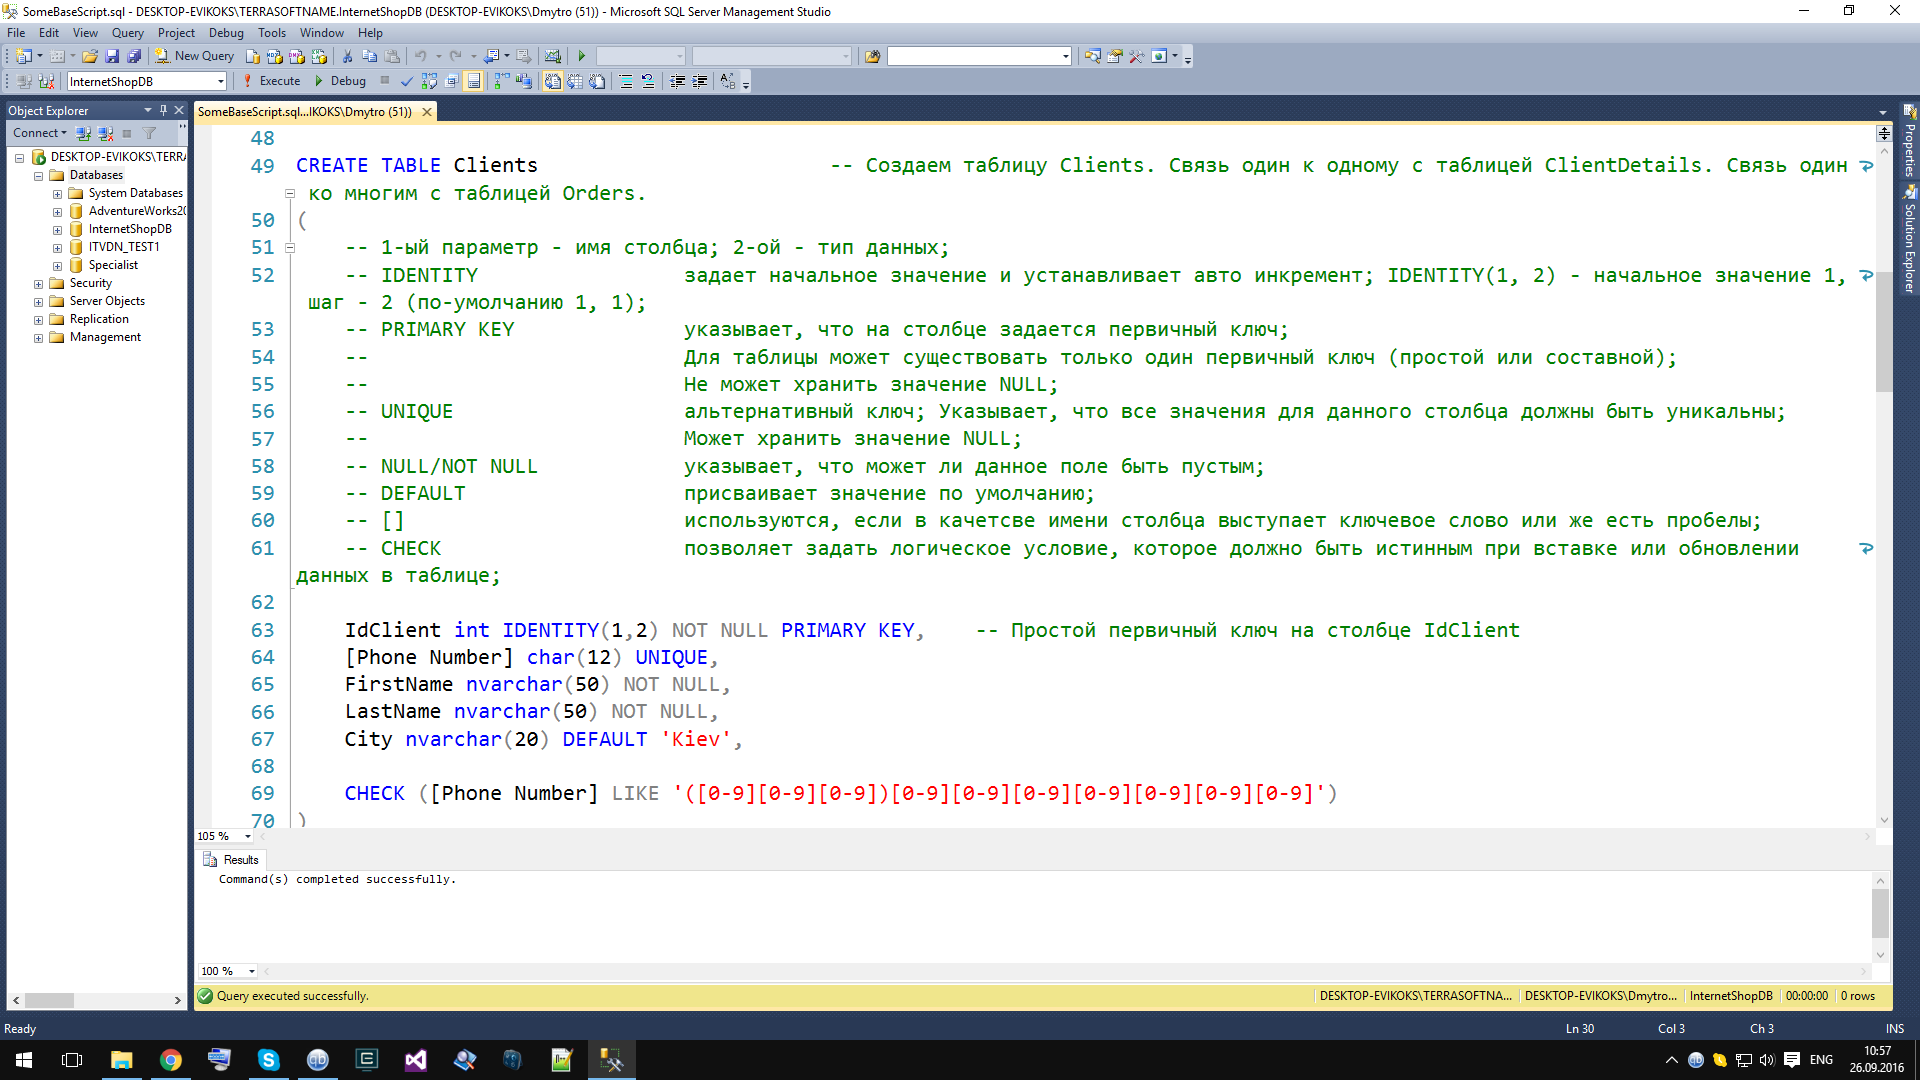 SomeBaseScript.sql - DESKTOP-EVIKOKS\TERRASOFTNAME.InternetShopDB (DESKTOP-EVIKOKS\Dmytro (51)) - Microsoft SQL Server Management Studio
File Edit View Query Project Debug Tools Window Help
New Query
InternetShopDB Execute Debug
Object Explorer
Connect
DESKTOP-EVIKOKS\TERRA
Databases
System Databases
AdventureWorks20
InternetShopDB
ITVDN_TEST1
Specialist
Security
Server Objects
Replication
Management
SomeBaseScript.sql...IKOKS\Dmytro (51))
48
49 CREATE TABLE Clients -- Создаем таблицу Clients. Связь один к одному с таблицей ClientDetails. Связь один
ко многим с таблицей Orders.
50 (
51 -- 1-ый параметр - имя столбца; 2-ой - тип данных;
52 -- IDENTITY задает начальное значение и устанавливает авто инкремент; IDENTITY(1, 2) - начальное значение 1,
шаг - 2 (по-умолчанию 1, 1);
53 -- PRIMARY KEY указывает, что на столбце задается первичный ключ;
54 -- Для таблицы может существовать только один первичный ключ (простой или составной);
55 -- Не может хранить значение NULL;
56 -- UNIQUE альтернативный ключ; Указывает, что все значения для данного столбца должны быть уникальны;
57 -- Может хранить значение NULL;
58 -- NULL/NOT NULL указывает, что может ли данное поле быть пустым;
59 -- DEFAULT присваивает значение по умолчанию;
60 -- [] используются, если в качетсве имени столбца выступает ключевое слово или же есть пробелы;
61 -- CHECK позволяет задать логическое условие, которое должно быть истинным при вставке или обновлении
данных в таблице;
62
63 IdClient int IDENTITY(1,2) NOT NULL PRIMARY KEY, -- Простой первичный ключ на столбце IdClient
64 [Phone Number] char(12) UNIQUE,
65 FirstName nvarchar(50) NOT NULL,
66 LastName nvarchar(50) NOT NULL,
67 City nvarchar(20) DEFAULT 'Kiev',
68
69 CHECK ([Phone Number] LIKE '([0-9][0-9][0-9])[0-9][0-9][0-9][0-9][0-9][0-9][0-9]')
70 )
105 %
Results
Command(s) completed successfully.
100 %
Query executed successfully. DESKTOP-EVIKOKS\TERRASOFTNA... DESKTOP-EVIKOKS\Dmytro... InternetShopDB 00:00:00 0 rows
Properties
Solution Explorer
Ready Ln 30 Col 3 Ch 3 INS
ENG
10:57
26.09.2016